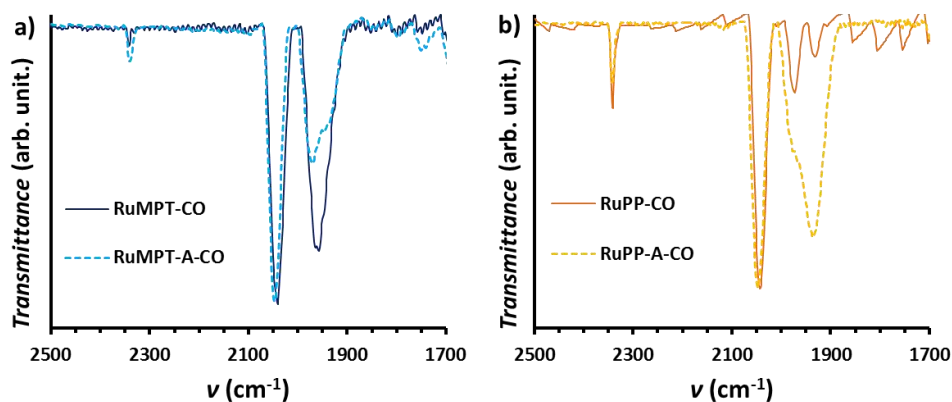 a)
Transmittance (arb. unit.)
RuMPT-CO
RuMPT-A-CO
2500 2300 2100 1900 1700
ν (cm⁻¹)
b)
Transmittance (arb. unit.)
RuPP-CO
RuPP-A-CO
2500 2300 2100 1900 1700
ν (cm⁻¹)